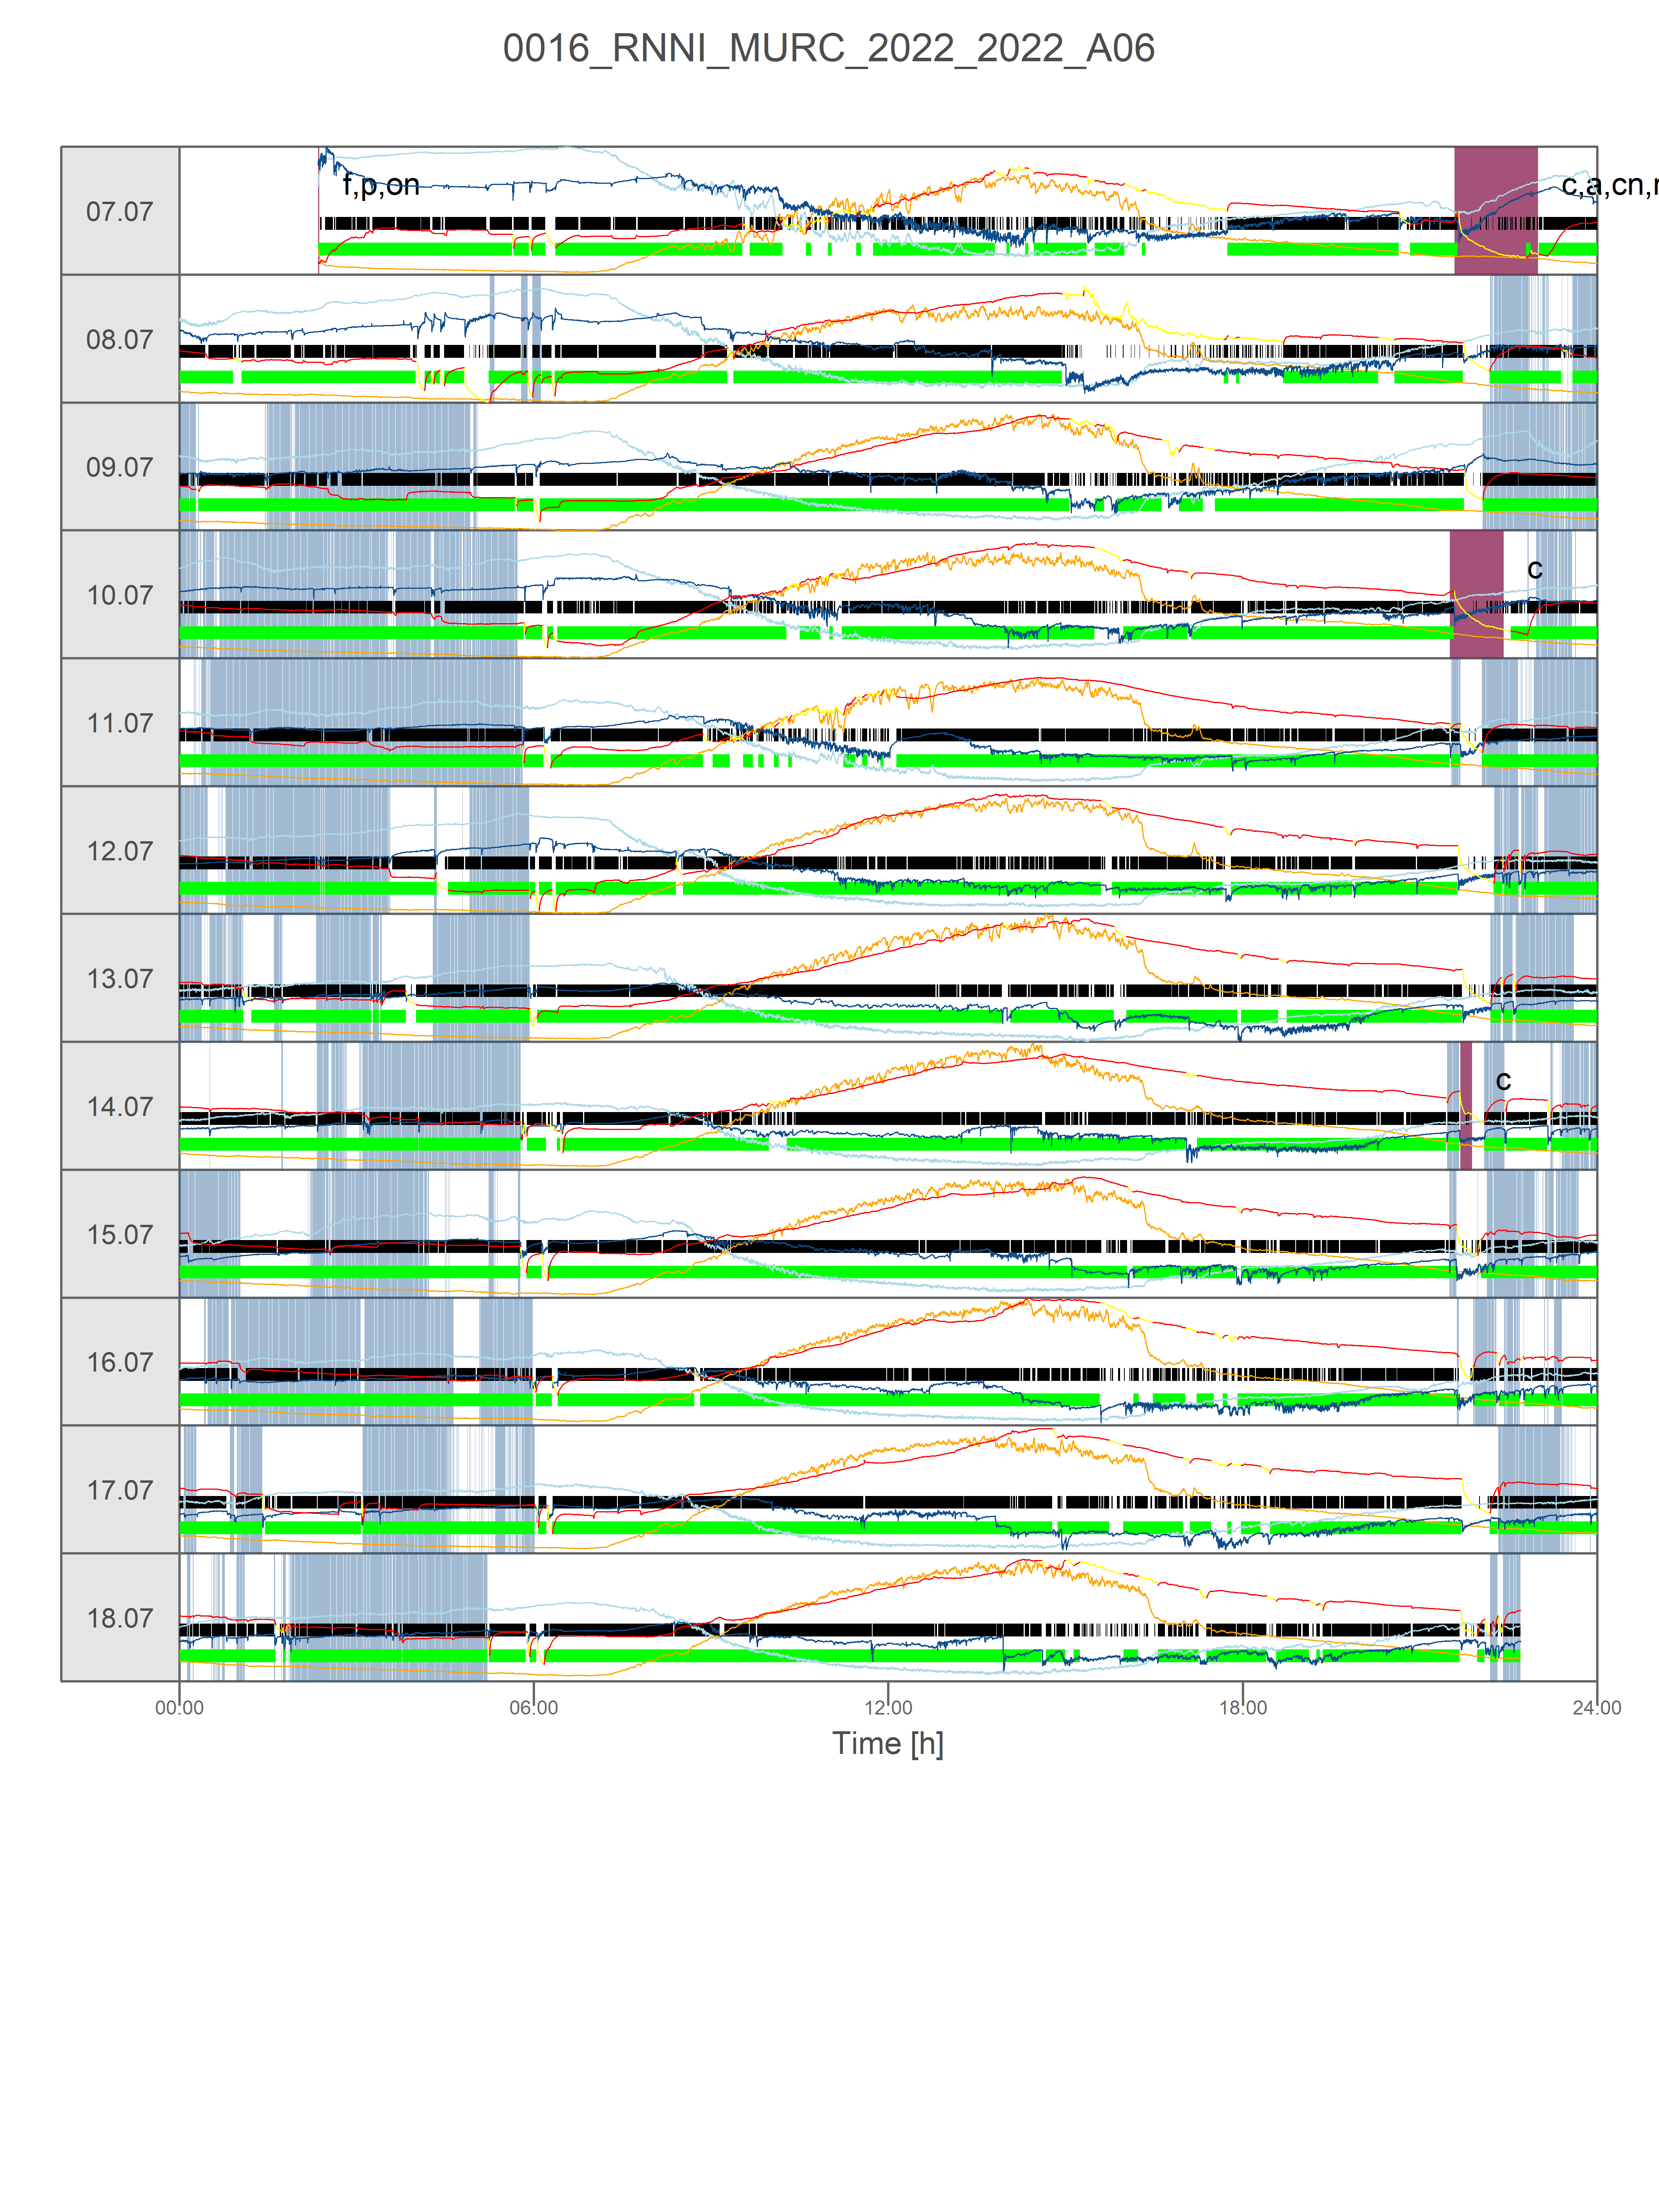 0016_RNNI_MURC_2022_2022_A06
07.07
f,p,on
c,a,cn,r
08.07
09.07
10.07
c
11.07
12.07
13.07
14.07
c
15.07
16.07
17.07
18.07
00:00 06:00 12:00 18:00 24:00
Time [h]